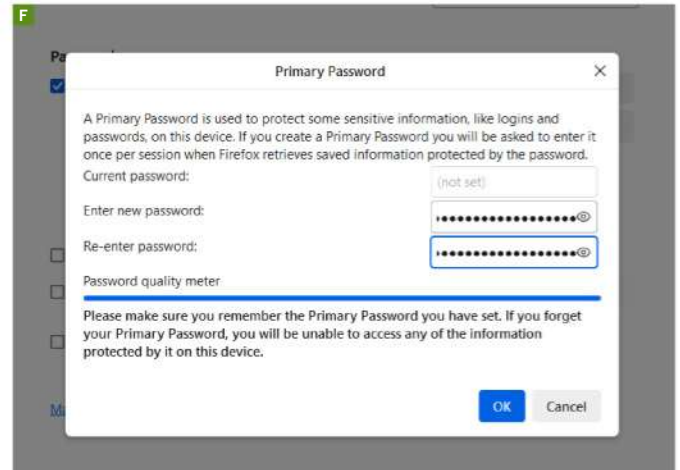 F
Primary Password
A Primary Password is used to protect some sensitive information, like logins and
passwords, on this device. If you create a Primary Password you will be asked to enter it
once per session when Firefox retrieves saved information protected by the password.
Current password:
(not set)
Enter new password:
Re-enter password:
Password quality meter
Please make sure you remember the Primary Password you have set. If you forget
your Primary Password, you will be unable to access any of the information
protected by it on this device.
OK
Cancel